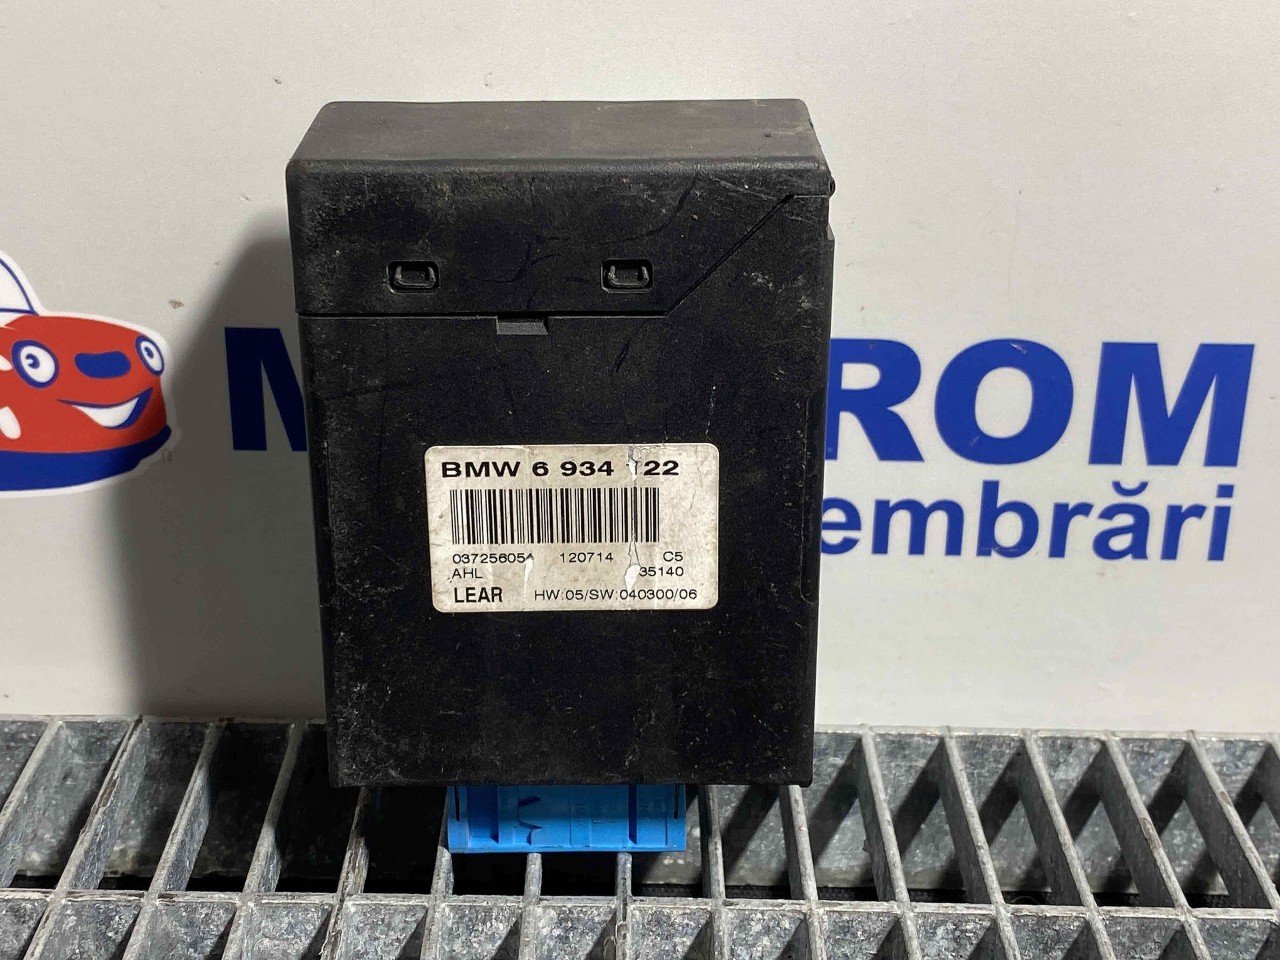 M ROM
embrări
BMW 6 934 122
037256054 120714 C5
AHL 35140
LEAR HW:05/SW:040300/06